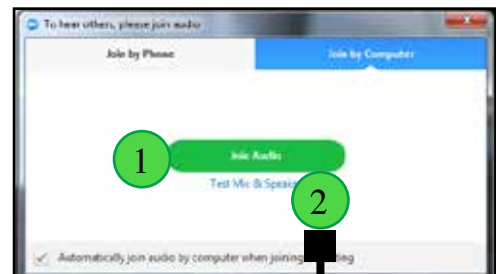 To hear others, please join audio
Join by Phone
Join by Computer
1
Join Audio
Test Mic & Speaker
2
Automatically join audio by computer when joining